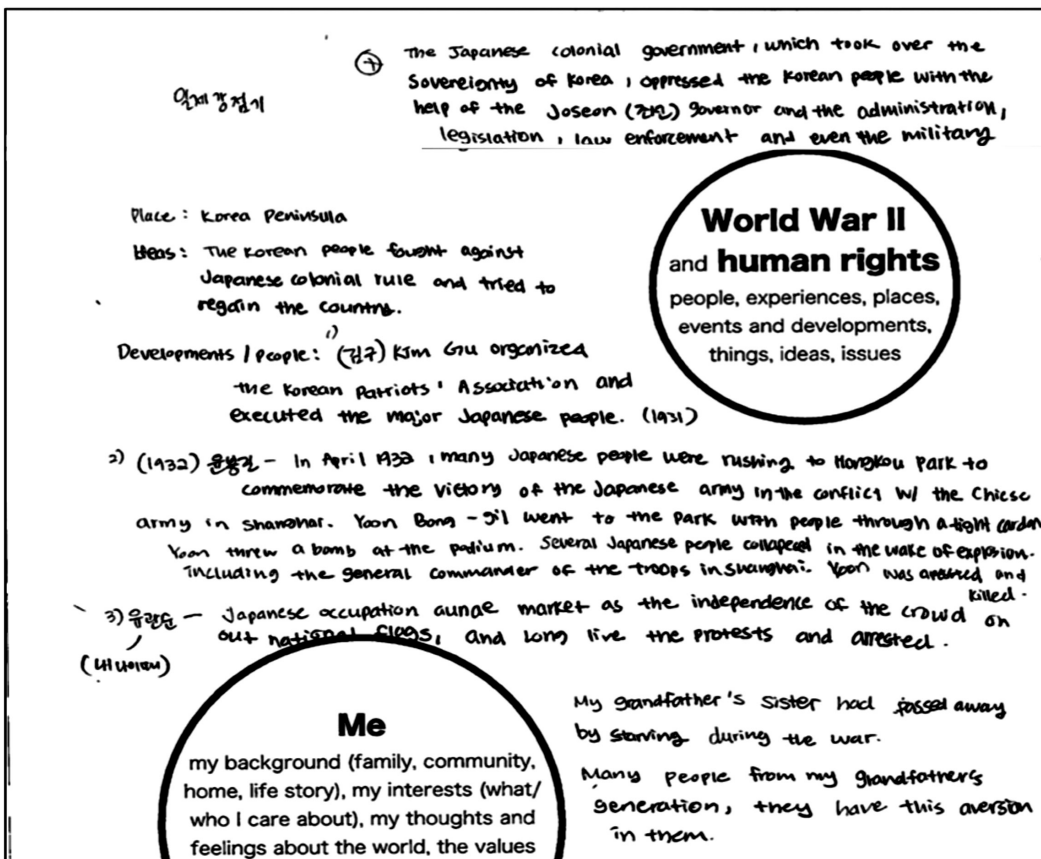 ⊕ The Japanese colonial government, which took over the
Sovereignty of Korea, oppressed the Korean people with the
help of the Joseon (조선) Governor and the administration,
legislation, law enforcement and even the military
일제강점기
World War II
and human rights
people, experiences, places,
events and developments,
things, ideas, issues
Place: Korea Peninsula
Ideas: The Korean people fought against
Japanese colonial rule and tried to
regain the country.
Developments / People: 1) (김구) Kim Gu organized
the Korean Patriots' Association and
executed the major Japanese people. (1931)
2) (1932) 윤봉길 - In April 1932, many Japanese people were rushing to Hongkou Park to
commemorate the victory of the Japanese army in the conflict w/ the Chiese
army in Shanghai. Yoon Bong-gil went to the park with people through a tight cordon
Yoon threw a bomb at the podium. Several Japanese people collapsed in the wake of explosion.
including the general commander of the troops in Shanghai. Yoon was arrested and
killed.
3) 유관순 - Japanese occupation aunae market as the independence of the crowd on
out national flags, and long live the protests and arrested.
Me
my background (family, community,
home, life story), my interests (what/
who I care about), my thoughts and
feelings about the world, the values
My grandfather's sister had passed away
by starving during the war.
Many people from my grandfather's
generation, they have this aversion
in them.